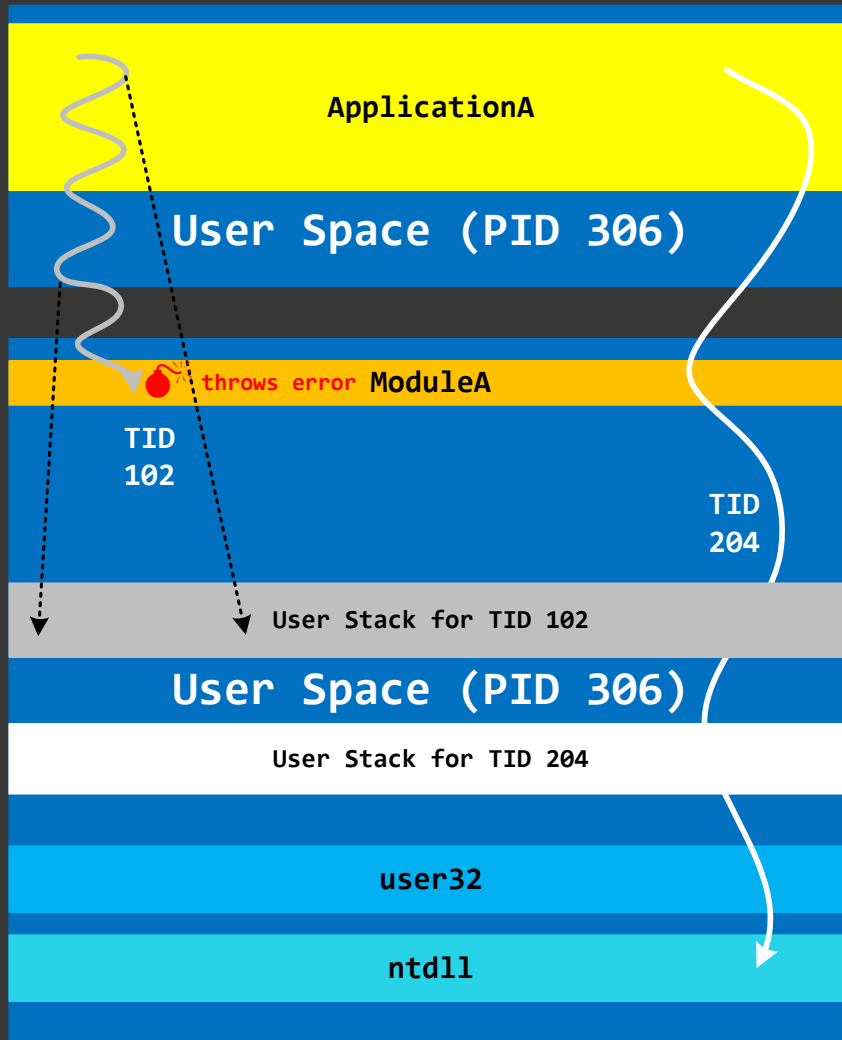 ApplicationA
User Space (PID 306)
throws error ModuleA
TID
102
TID
204
User Stack for TID 102
User Space (PID 306)
User Stack for TID 204
user32
ntdll